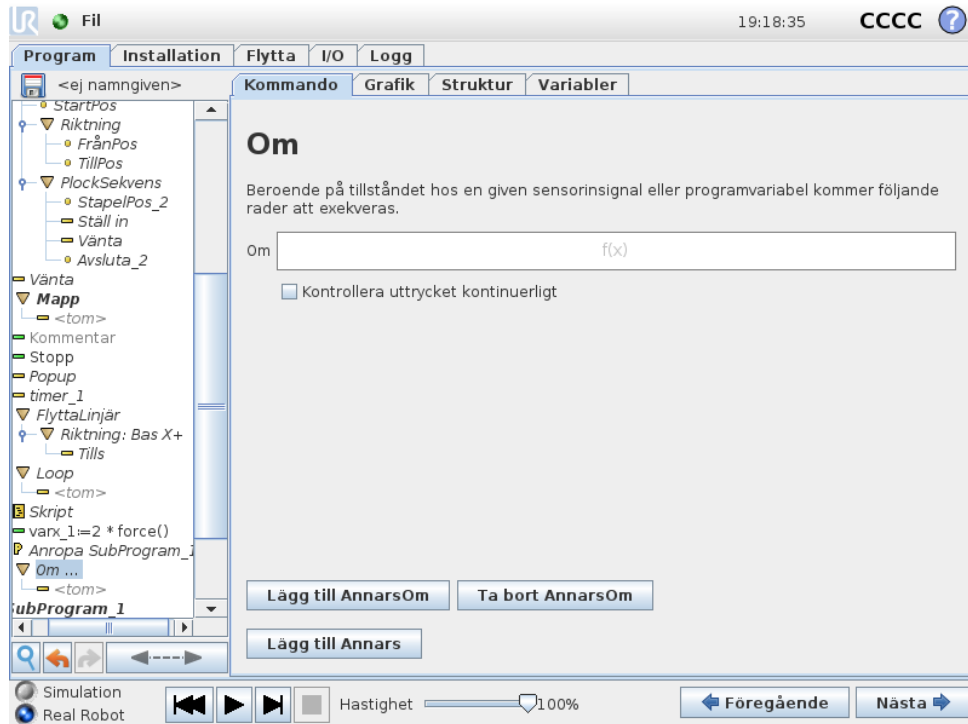 UR Fil 19:18:35 CCCC ?
Program Installation Flytta I/O Logg
<ej namngiven>
Kommando Grafik Struktur Variabler
StartPos
Riktning
FrånPos
TillPos
PlockSekvens
StapelPos_2
Ställ in
Vänta
Avsluta_2
Vänta
Mapp
<tom>
Kommentar
Stopp
Popup
timer_1
FlyttaLinjär
Riktning: Bas X+
Tills
Loop
<tom>
Skript
varx_1:=2 * force()
Anropa SubProgram_1
Om ...
<tom>
SubProgram_1
Om
Beroende på tillståndet hos en given sensorinsignal eller programvariabel kommer följande
rader att exekveras.
Om f(x)
Kontrollera uttrycket kontinuerligt
Lägg till AnnarsOm Ta bort AnnarsOm
Lägg till Annars
Simulation
Real Robot
Hastighet 100%
Föregående Nästa